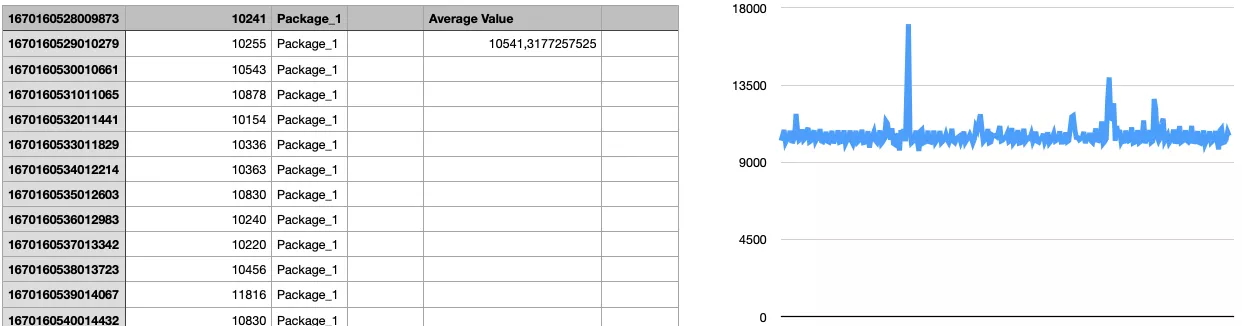 1670160528009873 10241 Package_1 Average Value
1670160529010279 10255 Package_1 10541,3177257525
1670160530010661 10543 Package_1
1670160531011065 10878 Package_1
1670160532011441 10154 Package_1
1670160533011829 10336 Package_1
1670160534012214 10363 Package_1
1670160535012603 10830 Package_1
1670160536012983 10240 Package_1
1670160537013342 10220 Package_1
1670160538013723 10456 Package_1
1670160539014067 11816 Package_1
1670160540014432 10830 Package_1
18000
13500
9000
4500
0